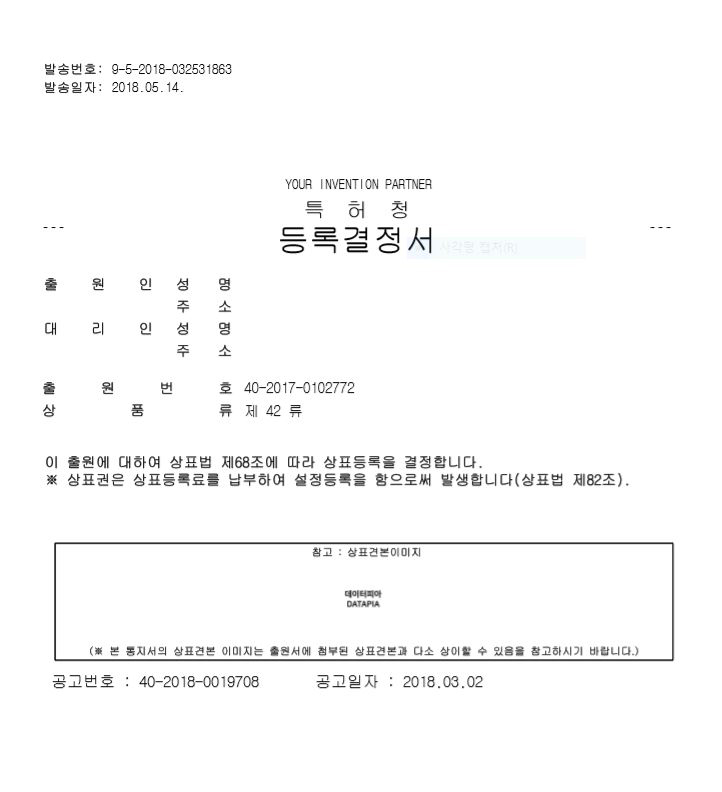 발송번호: 9-5-2018-032531863
발송일자: 2018.05.14.
YOUR INVENTION PARTNER
특 허 청
--- 등록결정서 ---
사각형 캡처(R)
출 원 인 성 명
주 소
대 리 인 성 명
주 소
출 원 번 호 40-2017-0102772
상 품 류 제 42 류
이 출원에 대하여 상표법 제68조에 따라 상표등록을 결정합니다.
※ 상표권은 상표등록료를 납부하여 설정등록을 함으로써 발생합니다(상표법 제82조).
참고 : 상표견본이미지
데이터피아
DATAPIA
(※ 본 통지서의 상표견본 이미지는 출원서에 첨부된 상표견본과 다소 상이할 수 있음을 참고하시기 바랍니다.)
공고번호 : 40-2018-0019708 공고일자 : 2018.03.02